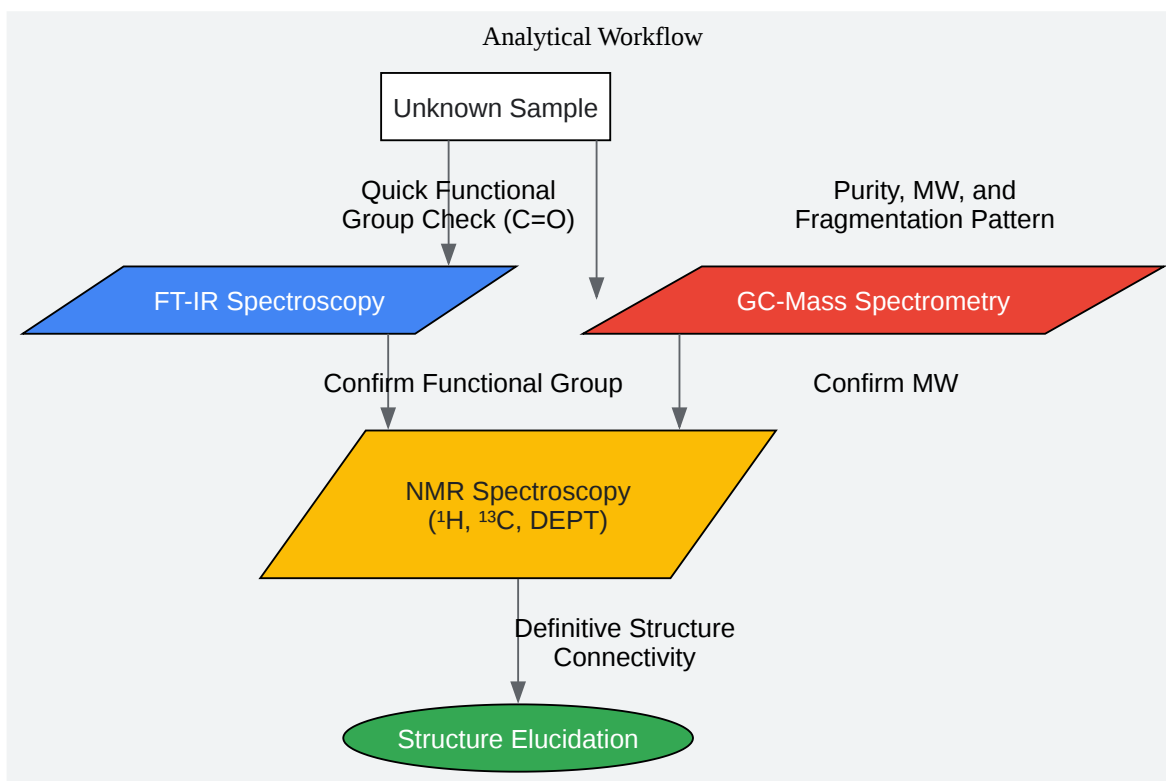 Analytical Workflow
Unknown Sample
Quick Functional
Group Check (C=O)
Purity, MW, and
Fragmentation Pattern
FT-IR Spectroscopy
GC-Mass Spectrometry
Confirm Functional Group
Confirm MW
NMR Spectroscopy
(¹H, ¹³C, DEPT)
Definitive Structure
Connectivity
Structure Elucidation